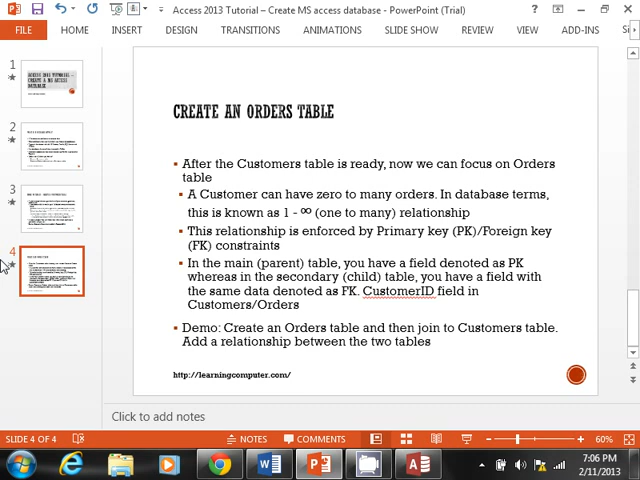 Access 2013 Tutorial – Create MS access database - PowerPoint (Trial)
FILE HOME INSERT DESIGN TRANSITIONS ANIMATIONS SLIDE SHOW REVIEW VIEW ADD-INS
1
2
3
4
CREATE AN ORDERS TABLE
After the Customers table is ready, now we can focus on Orders
table
A Customer can have zero to many orders. In database terms,
this is known as 1 - ∞ (one to many) relationship
This relationship is enforced by Primary key (PK)/Foreign key
(FK) constraints
In the main (parent) table, you have a field denoted as PK
whereas in the secondary (child) table, you have a field with
the same data denoted as FK. CustomerID field in
Customers/Orders
Demo: Create an Orders table and then join to Customers table.
Add a relationship between the two tables
http://learningcomputer.com/
Click to add notes
SLIDE 4 OF 4 NOTES COMMENTS 60%
7:06 PM
2/11/2013